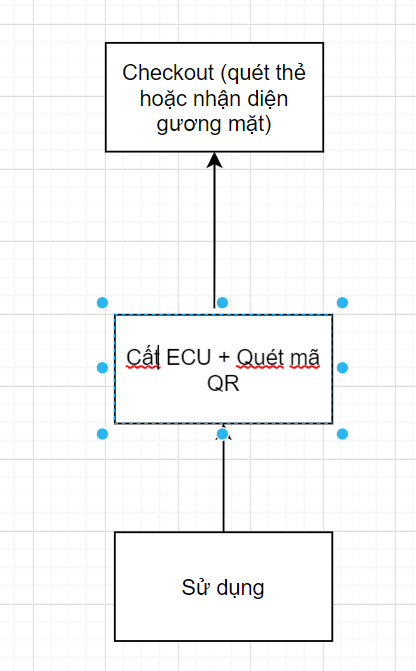 Checkout (quét thẻ
hoặc nhận diện
gương mặt)
Cất ECU + Quét mã
QR
Sử dụng